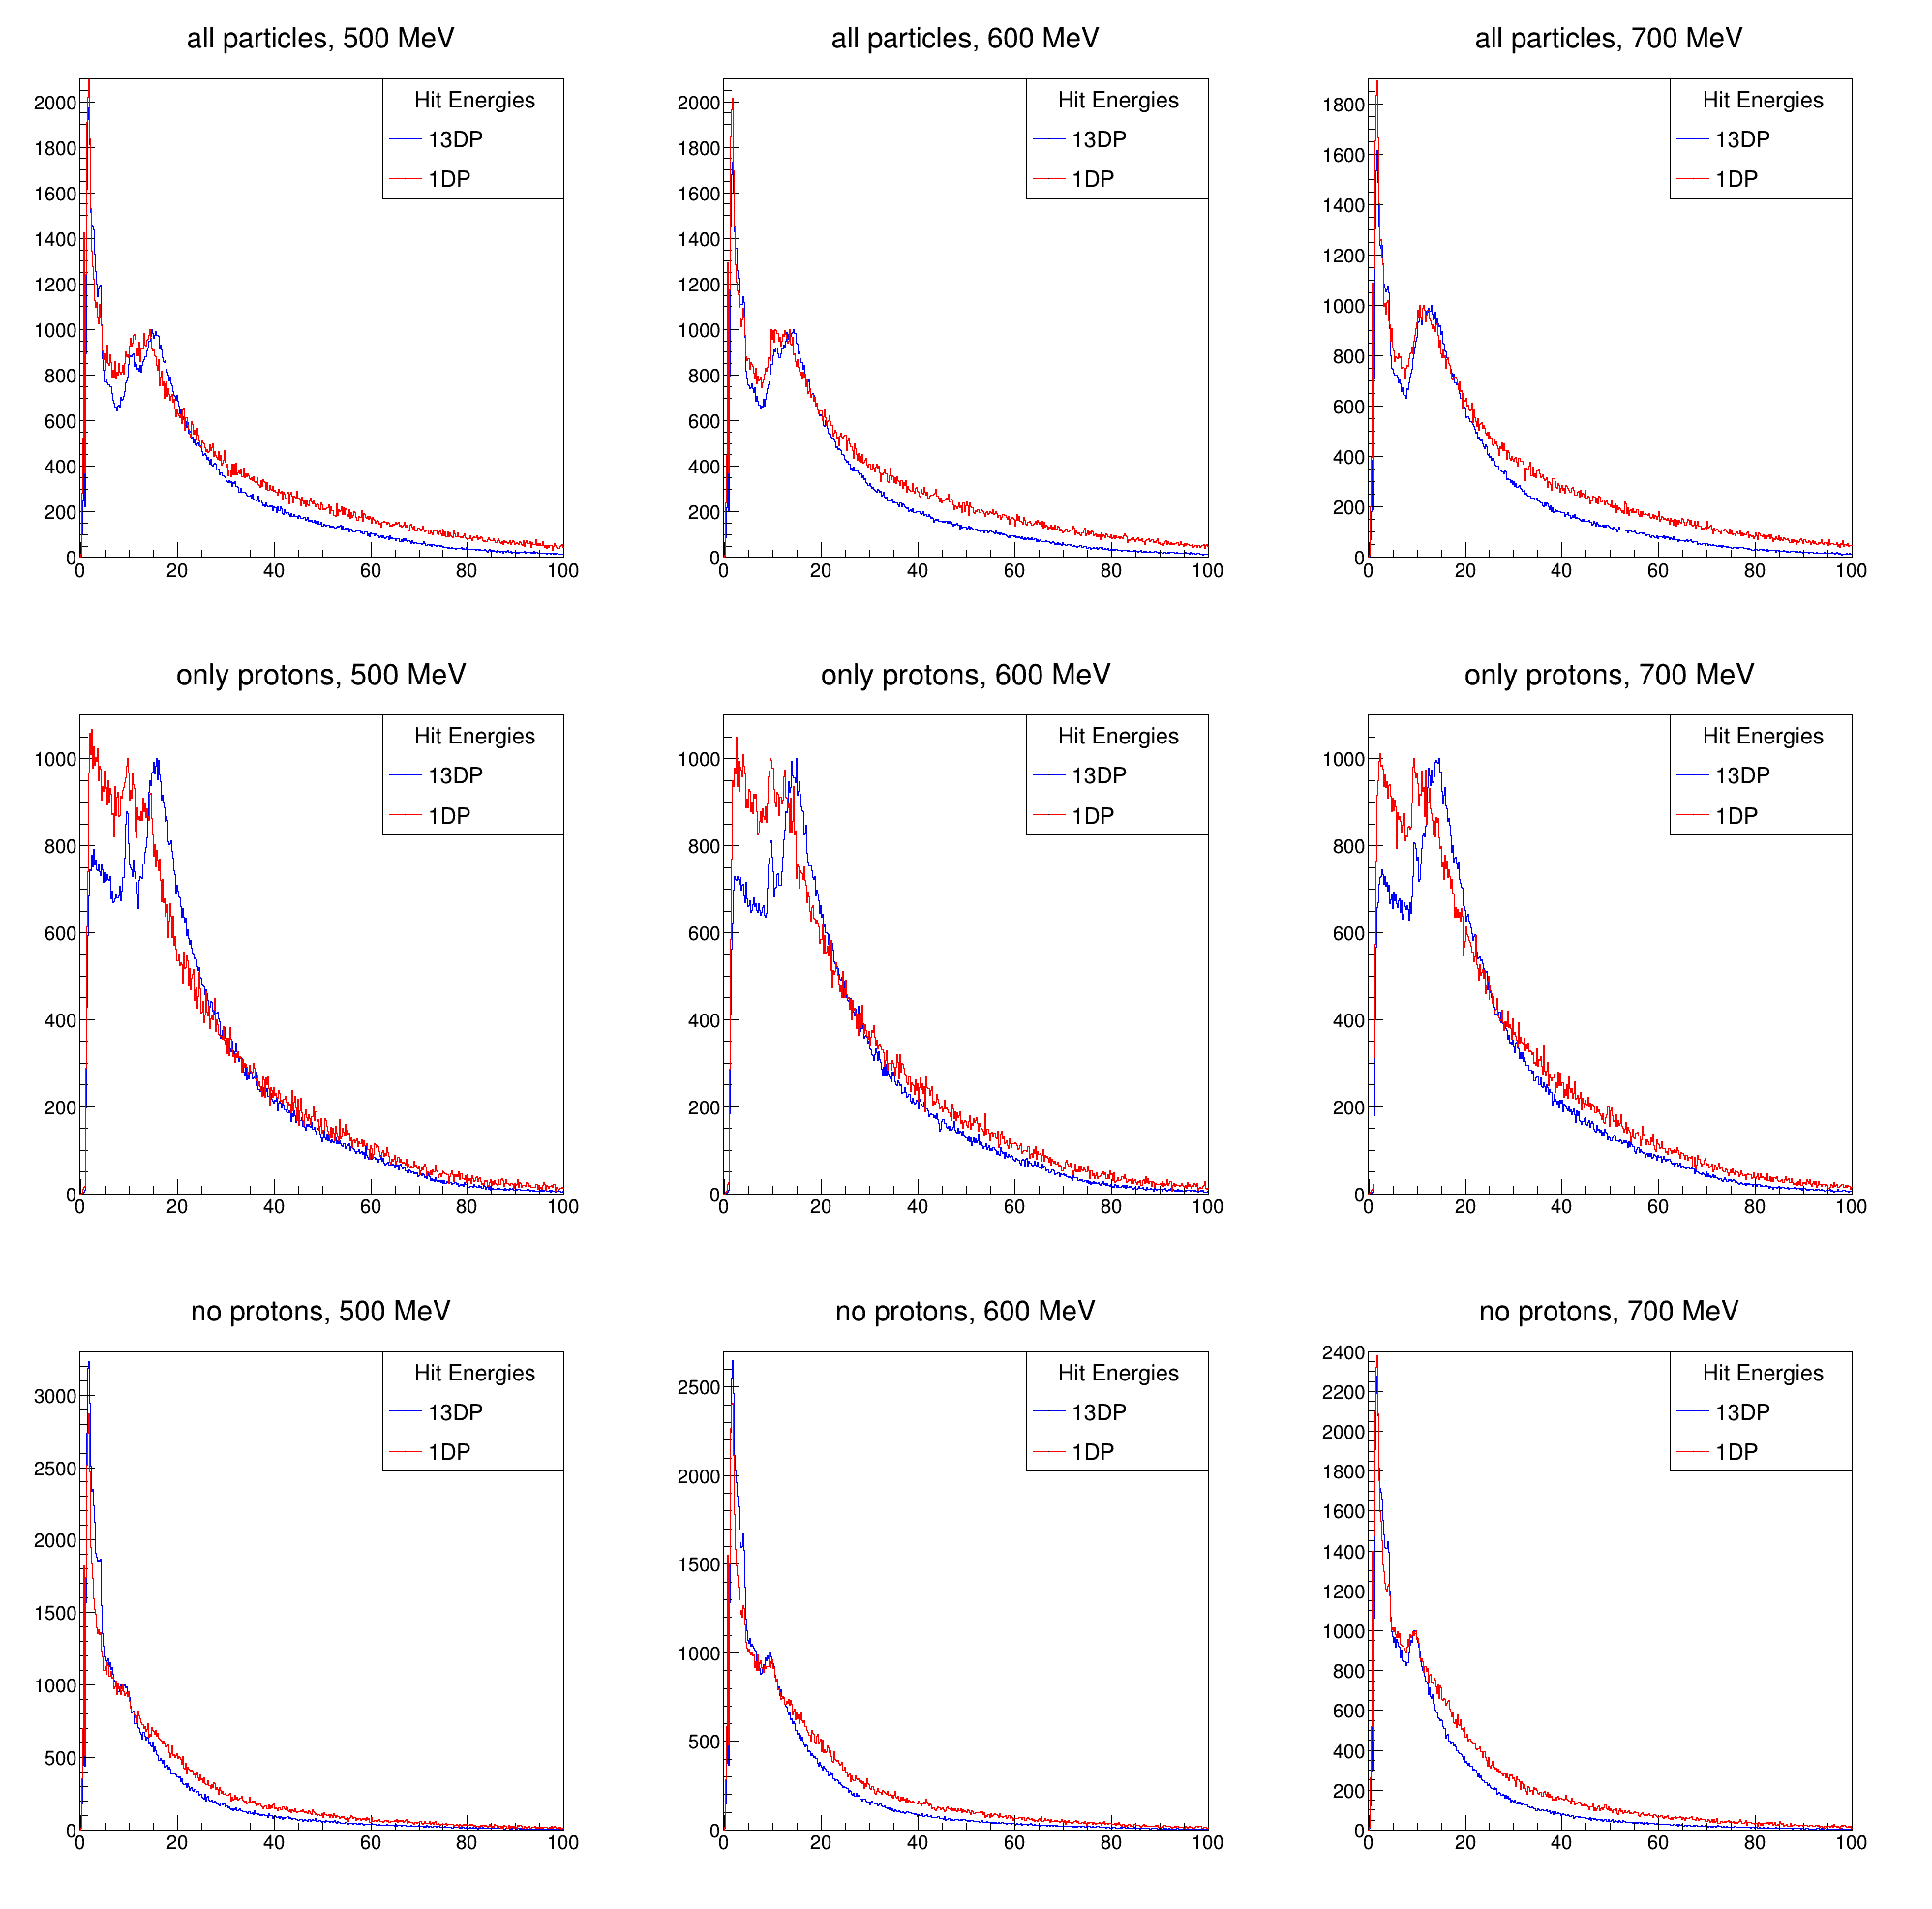 all particles, 500 MeV
Hit Energies
13DP
1DP
2000
1800
1600
1400
1200
1000
800
600
400
200
0
0 20 40 60 80 100
all particles, 600 MeV
Hit Energies
13DP
1DP
2000
1800
1600
1400
1200
1000
800
600
400
200
0
0 20 40 60 80 100
all particles, 700 MeV
Hit Energies
13DP
1DP
1800
1600
1400
1200
1000
800
600
400
200
0
0 20 40 60 80 100
only protons, 500 MeV
Hit Energies
13DP
1DP
1000
800
600
400
200
0
0 20 40 60 80 100
only protons, 600 MeV
Hit Energies
13DP
1DP
1000
800
600
400
200
0
0 20 40 60 80 100
only protons, 700 MeV
Hit Energies
13DP
1DP
1000
800
600
400
200
0
0 20 40 60 80 100
no protons, 500 MeV
Hit Energies
13DP
1DP
3000
2500
2000
1500
1000
500
0
0 20 40 60 80 100
no protons, 600 MeV
Hit Energies
13DP
1DP
2500
2000
1500
1000
500
0
0 20 40 60 80 100
no protons, 700 MeV
Hit Energies
13DP
1DP
2400
2200
2000
1800
1600
1400
1200
1000
800
600
400
200
0
0 20 40 60 80 100